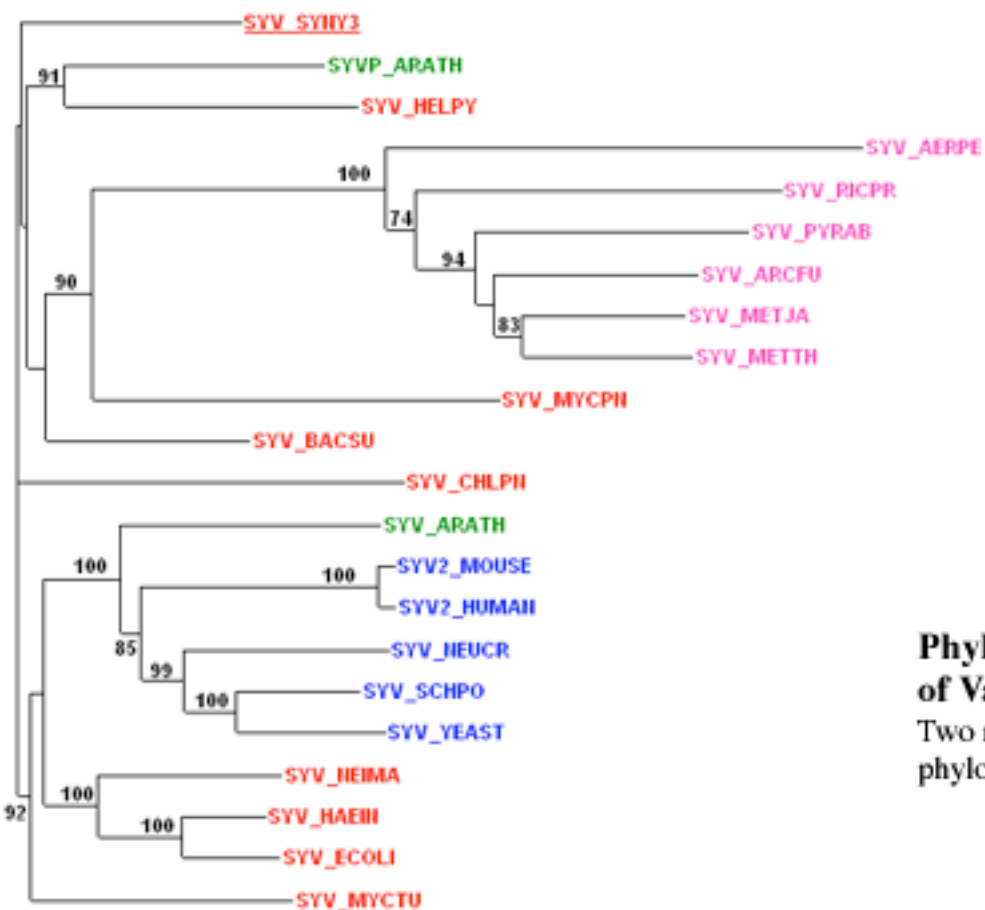 SYV_SYNY3
91
SYVP_ARATH
SYV_HELPY
SYV_AERPE
100
SYV_RICPR
74
SYV_PYRAB
94
SYV_ARCFU
90
SYV_METJA
83
SYV_METTH
SYV_MYCPN
SYV_BACSU
SYV_CHLPN
SYV_ARATH
100
SYV2_MOUSE
100
SYV2_HUMAN
85
SYV_NEUCR
99
SYV_SCHPO
100
SYV_YEAST
SYV_NEIMA
100
SYV_HAEIN
100
SYV_ECOLI
92
SYV_MYCTU
Phyl
of Va
Two
phylo